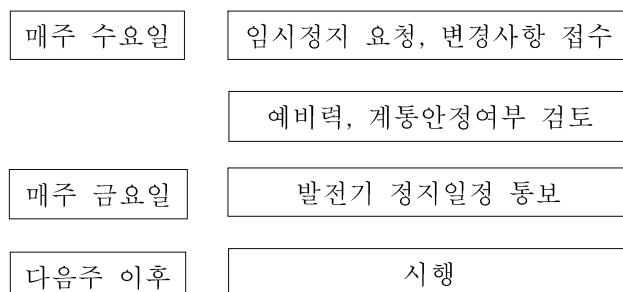 매주 수요일 임시정지 요청, 변경사항 접수
예비력, 계통안정여부 검토
매주 금요일 발전기 정지일정 통보
다음주 이후 시행